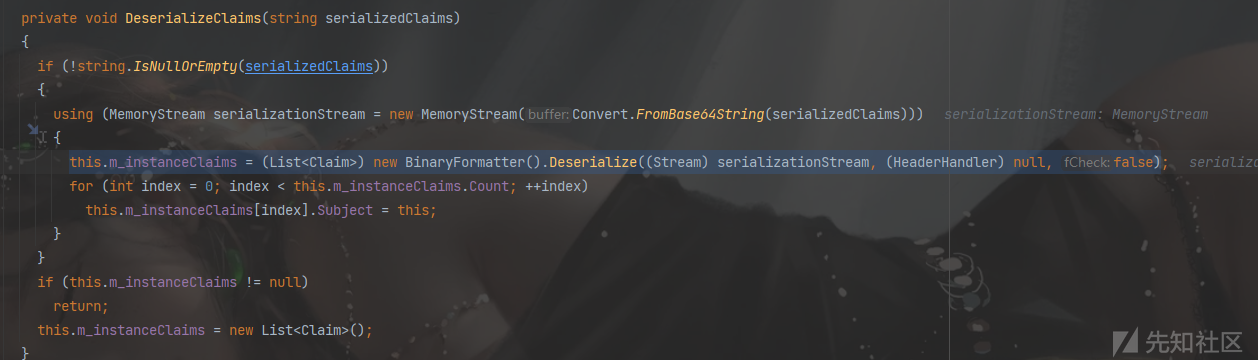 private void DeserializeClaims(string serializedClaims)
{
if (!string.IsNullOrEmpty(serializedClaims))
{
using (MemoryStream serializationStream = new MemoryStream( buffer: Convert.FromBase64String(serializedClaims))) serializationStream: MemoryStream
{
this.m_instanceClaims = (List<Claim>) new BinaryFormatter().Deserialize((Stream) serializationStream, (HeaderHandler) null, fCheck: false); serializa
for (int index = 0; index < this.m_instanceClaims.Count; ++index)
this.m_instanceClaims[index].Subject = this;
}
}
if (this.m_instanceClaims != null)
return;
this.m_instanceClaims = new List<Claim>();
}
先知社区